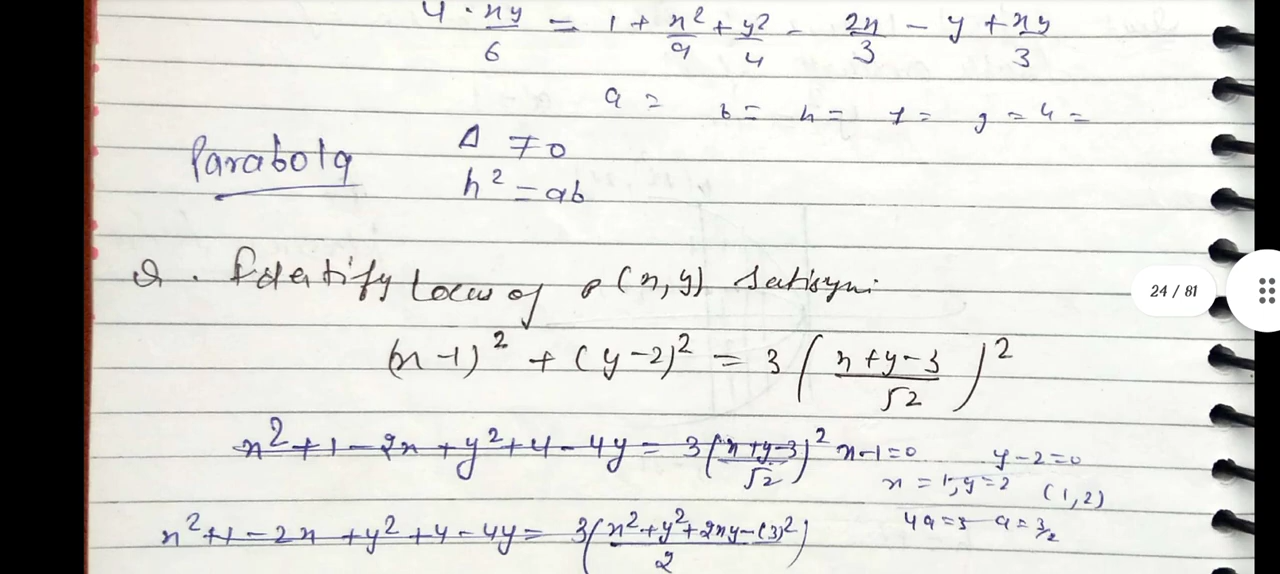 4 · xy/6 = 1 + x²/9 + y²/4 - 2x/3 - y + xy/3
a = b = h = f = g = 4 =
Parabola Δ ≠ 0
h² = ab
Q. Identify Locus of P(x, y) Satisyni
(x-1)² + (y-2)² = 3 ( (x+y-3)/√2 )²
x² + 1 - 2x + y² + 4 - 4y = 3 ( (x+y-3)/√2 )² x-1=0 y-2=0
x = 1, y = 2 (1,2)
x² + 1 - 2x + y² + 4 - 4y = 3 ( (x² + y² + 2xy - (3)²)/2 ) 4a = 3 a = 3/2
24 / 81